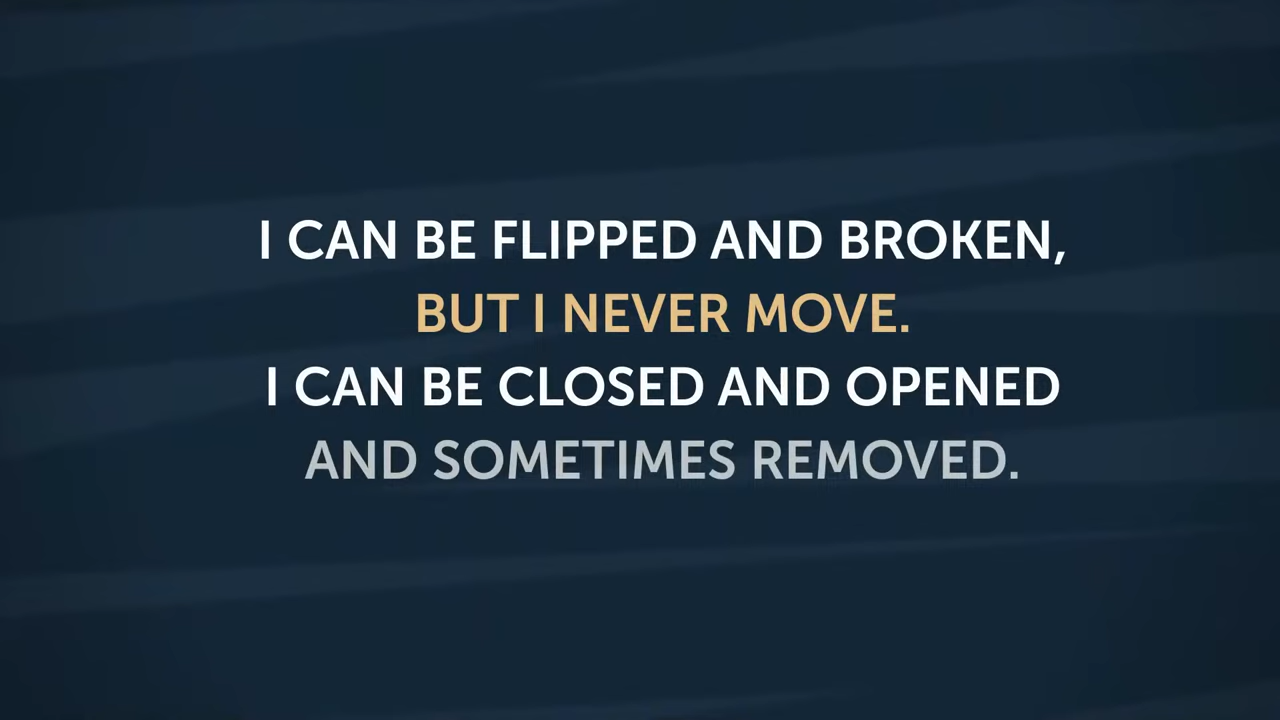 I CAN BE FLIPPED AND BROKEN,
BUT I NEVER MOVE.
I CAN BE CLOSED AND OPENED
AND SOMETIMES REMOVED.